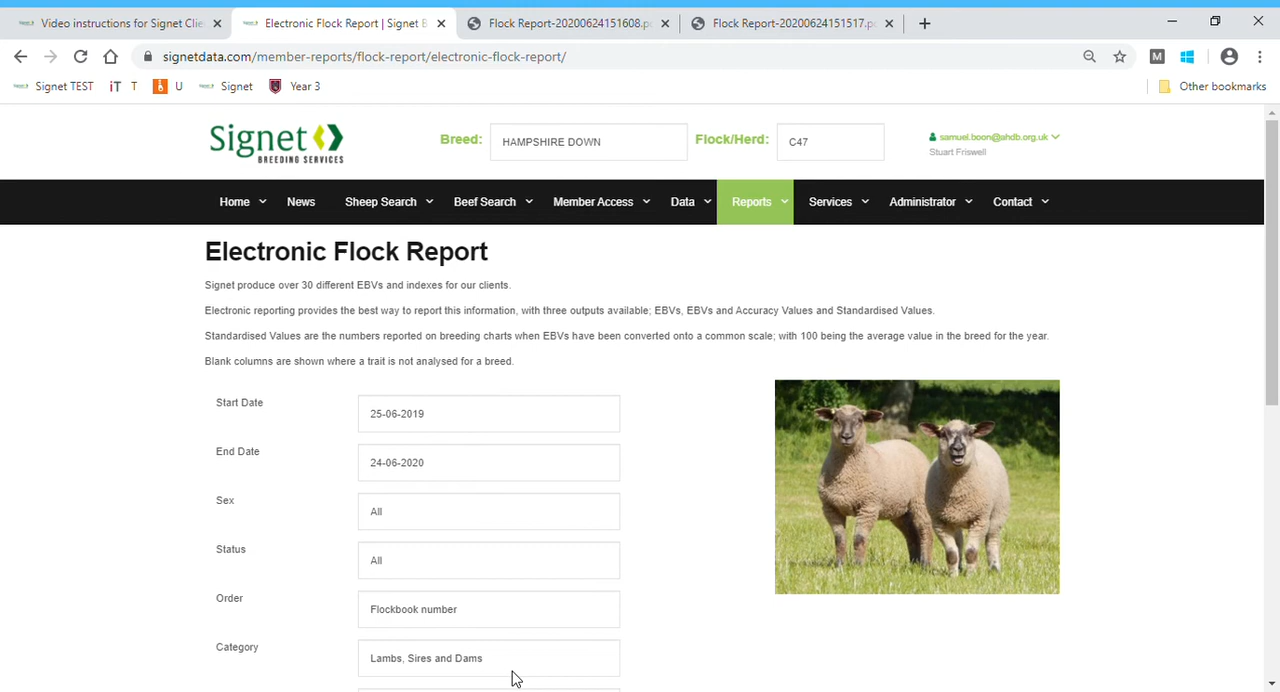 Video instructions for Signet Clie
Electronic Flock Report | Signet B
Flock Report-20200624151608.p
Flock Report-20200624151517.p
signetdata.com/member-reports/flock-report/electronic-flock-report/
M
Signet TEST
iT T
U
Signet
Year 3
Other bookmarks
Signet
BREEDING SERVICES
Breed:
HAMPSHIRE DOWN
Flock/Herd:
C47
samuel.boon@ahdb.org.uk
Stuart Friswell
Home
News
Sheep Search
Beef Search
Member Access
Data
Reports
Services
Administrator
Contact
Electronic Flock Report
Signet produce over 30 different EBVs and indexes for our clients.
Electronic reporting provides the best way to report this information, with three outputs available; EBVs, EBVs and Accuracy Values and Standardised Values.
Standardised Values are the numbers reported on breeding charts when EBVs have been converted onto a common scale; with 100 being the average value in the breed for the year.
Blank columns are shown where a trait is not analysed for a breed.
Start Date
25-06-2019
End Date
24-06-2020
Sex
All
Status
All
Order
Flockbook number
Category
Lambs, Sires and Dams